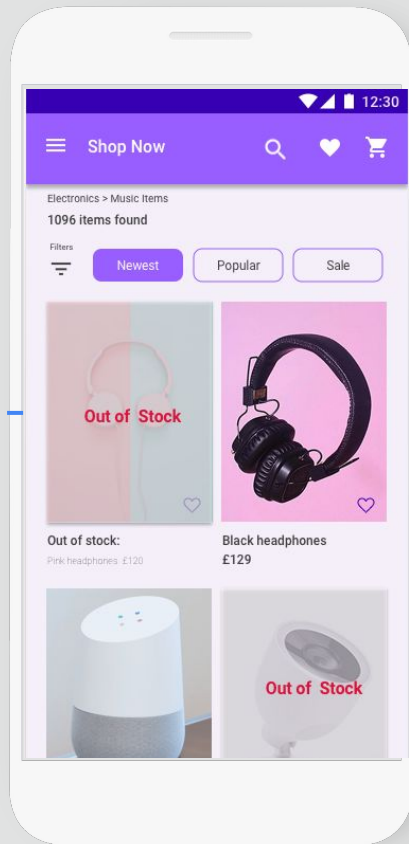 12:30
Shop Now
Electronics > Music Items
1096 items found
Filters
Newest
Popular
Sale
Out of Stock
Out of stock:
Pink headphones £120
Black headphones
£129
Out of Stock